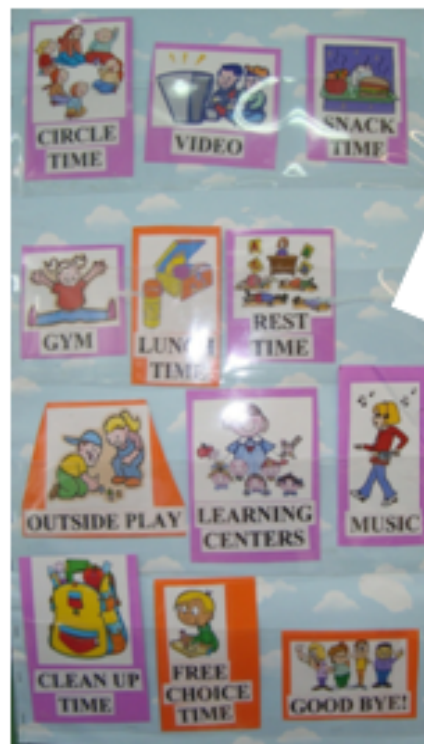 CIRCLE
TIME
VIDEO
SNACK
TIME
GYM
LUNCH
TIME
REST
TIME
OUTSIDE PLAY
LEARNING
CENTERS
MUSIC
CLEAN UP
TIME
FREE
CHOICE
TIME
GOOD BYE!